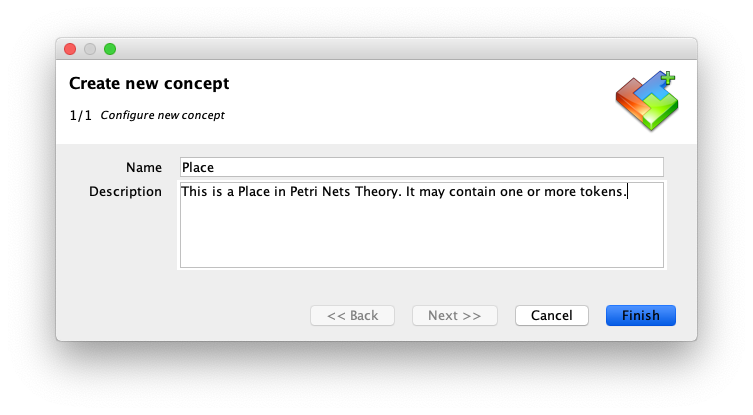 Create new concept
1/1 Configure new concept
Name Place
Description This is a Place in Petri Nets Theory. It may contain one or more tokens.
<< Back Next >> Cancel Finish